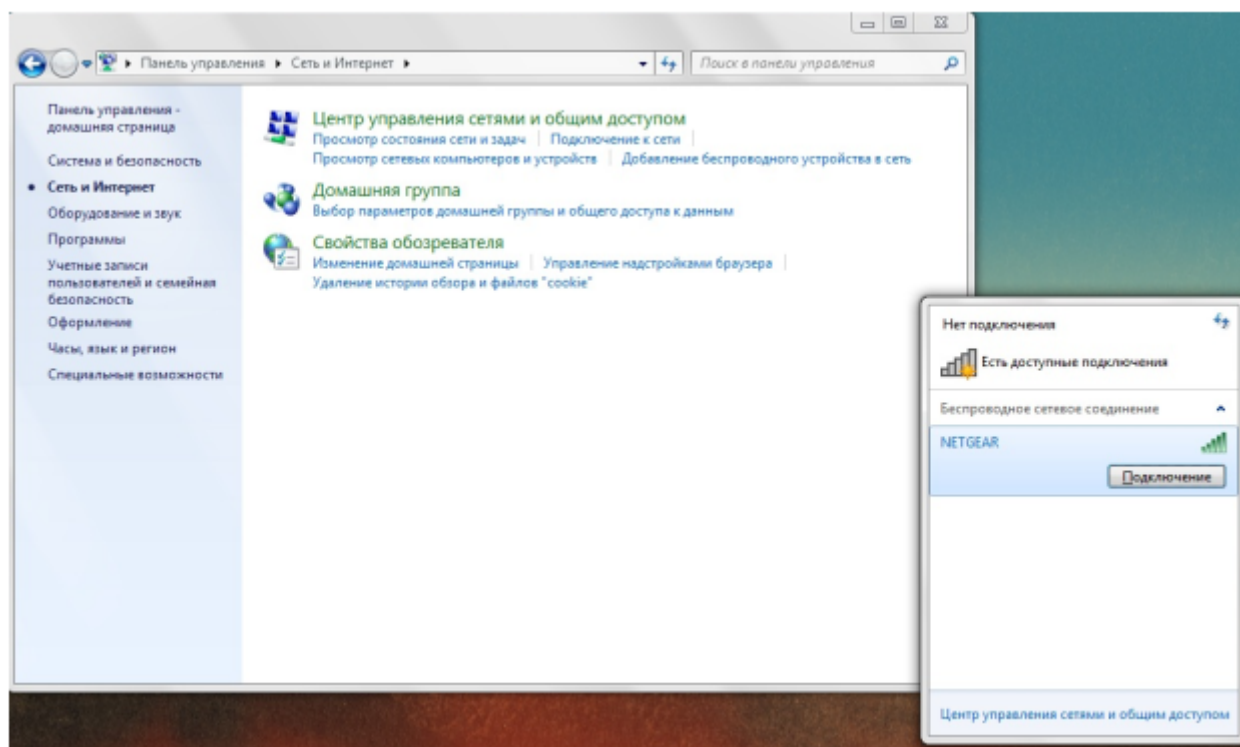 Панель управления ▸ Сеть и Интернет ▸
Поиск в панели управления
Панель управления -
домашняя страница
Система и безопасность
Сеть и Интернет
Оборудование и звук
Программы
Учетные записи
пользователей и семейная
безопасность
Оформление
Часы, язык и регион
Специальные возможности
Центр управления сетями и общим доступом
Просмотр состояния сети и задач | Подключение к сети |
Просмотр сетевых компьютеров и устройств | Добавление беспроводного устройства в сеть
Домашняя группа
Выбор параметров домашней группы и общего доступа к данным
Свойства обозревателя
Изменение домашней страницы | Управление надстройками браузера |
Удаление истории обзора и файлов "cookie"
Нет подключения
Есть доступные подключения
Беспроводное сетевое соединение
NETGEAR
Подключение
Центр управления сетями и общим доступом